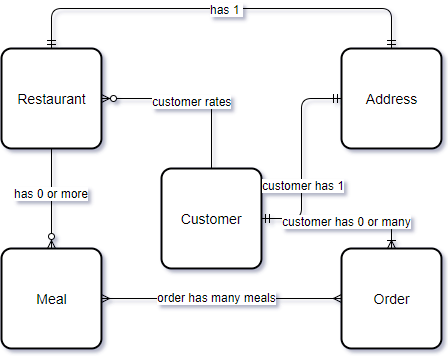 has 1
Restaurant
Address
customer rates
customer has 1
has 0 or more
Customer
customer has 0 or many
Meal
order has many meals
Order